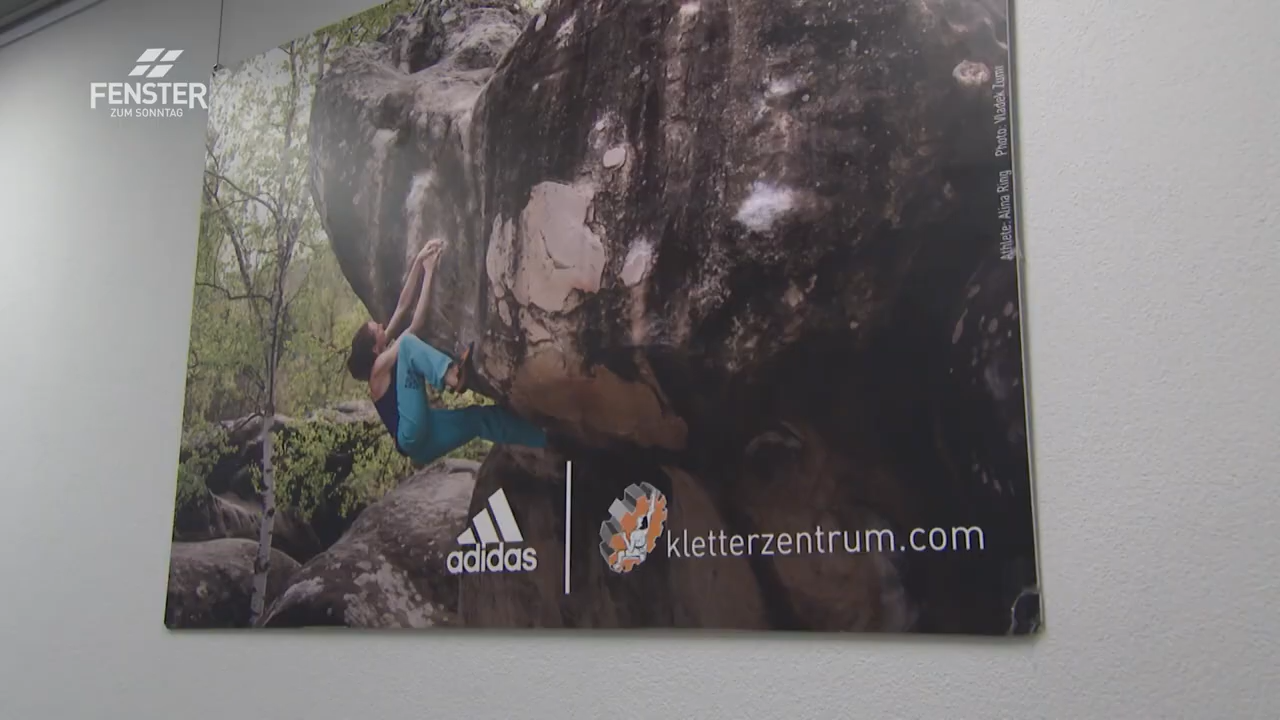 FENSTER
ZUM SONNTAG
Athlete: Alina Ring Photo: Vladek Zumr
adidas
kletterzentrum.com